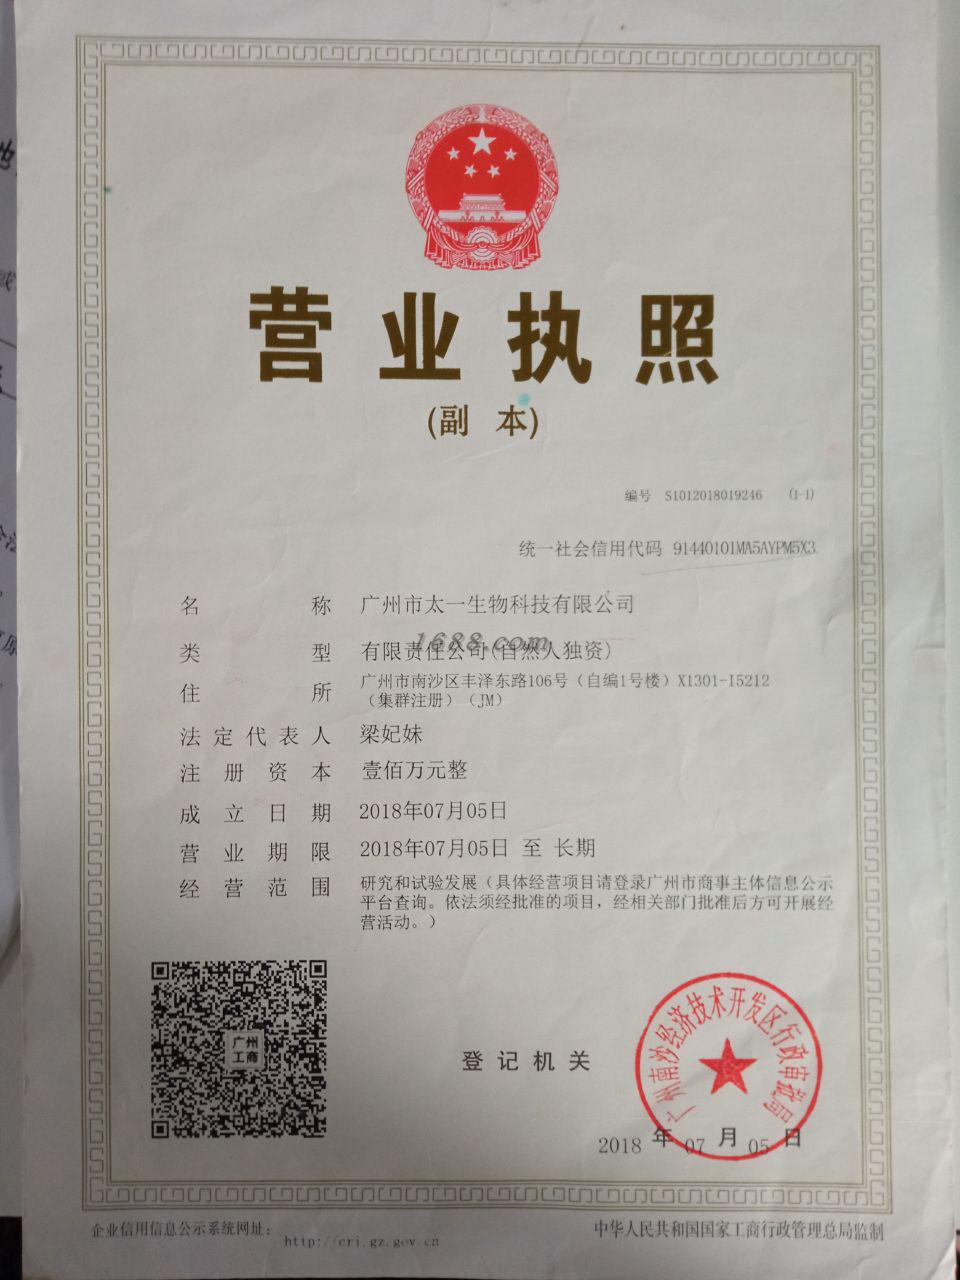 营业执照
(副 本)
编号 S1012018019246 (1-1)
统一社会信用代码 91440101MA5AYPM5X3
名称 广州市太一生物科技有限公司
1688.com
类型 有限责任公司(自然人独资)
住所 广州市南沙区丰泽东路106号（自编1号楼）X1301-I5212
（集群注册）（JM）
法定代表人 梁妃妹
注册资本 壹佰万元整
成立日期 2018年07月05日
营业期限 2018年07月05日 至 长期
经营范围 研究和试验发展（具体经营项目请登录广州市商事主体信息公示
平台查询。依法须经批准的项目，经相关部门批准后方可开展经
营活动。）
广州
工商
登记机关
广州南沙经济技术开发区行政审批局
2018 年 07 月 05 日
企业信用信息公示系统网址：
http://cri.gz.gov.cn
中华人民共和国国家工商行政管理总局监制